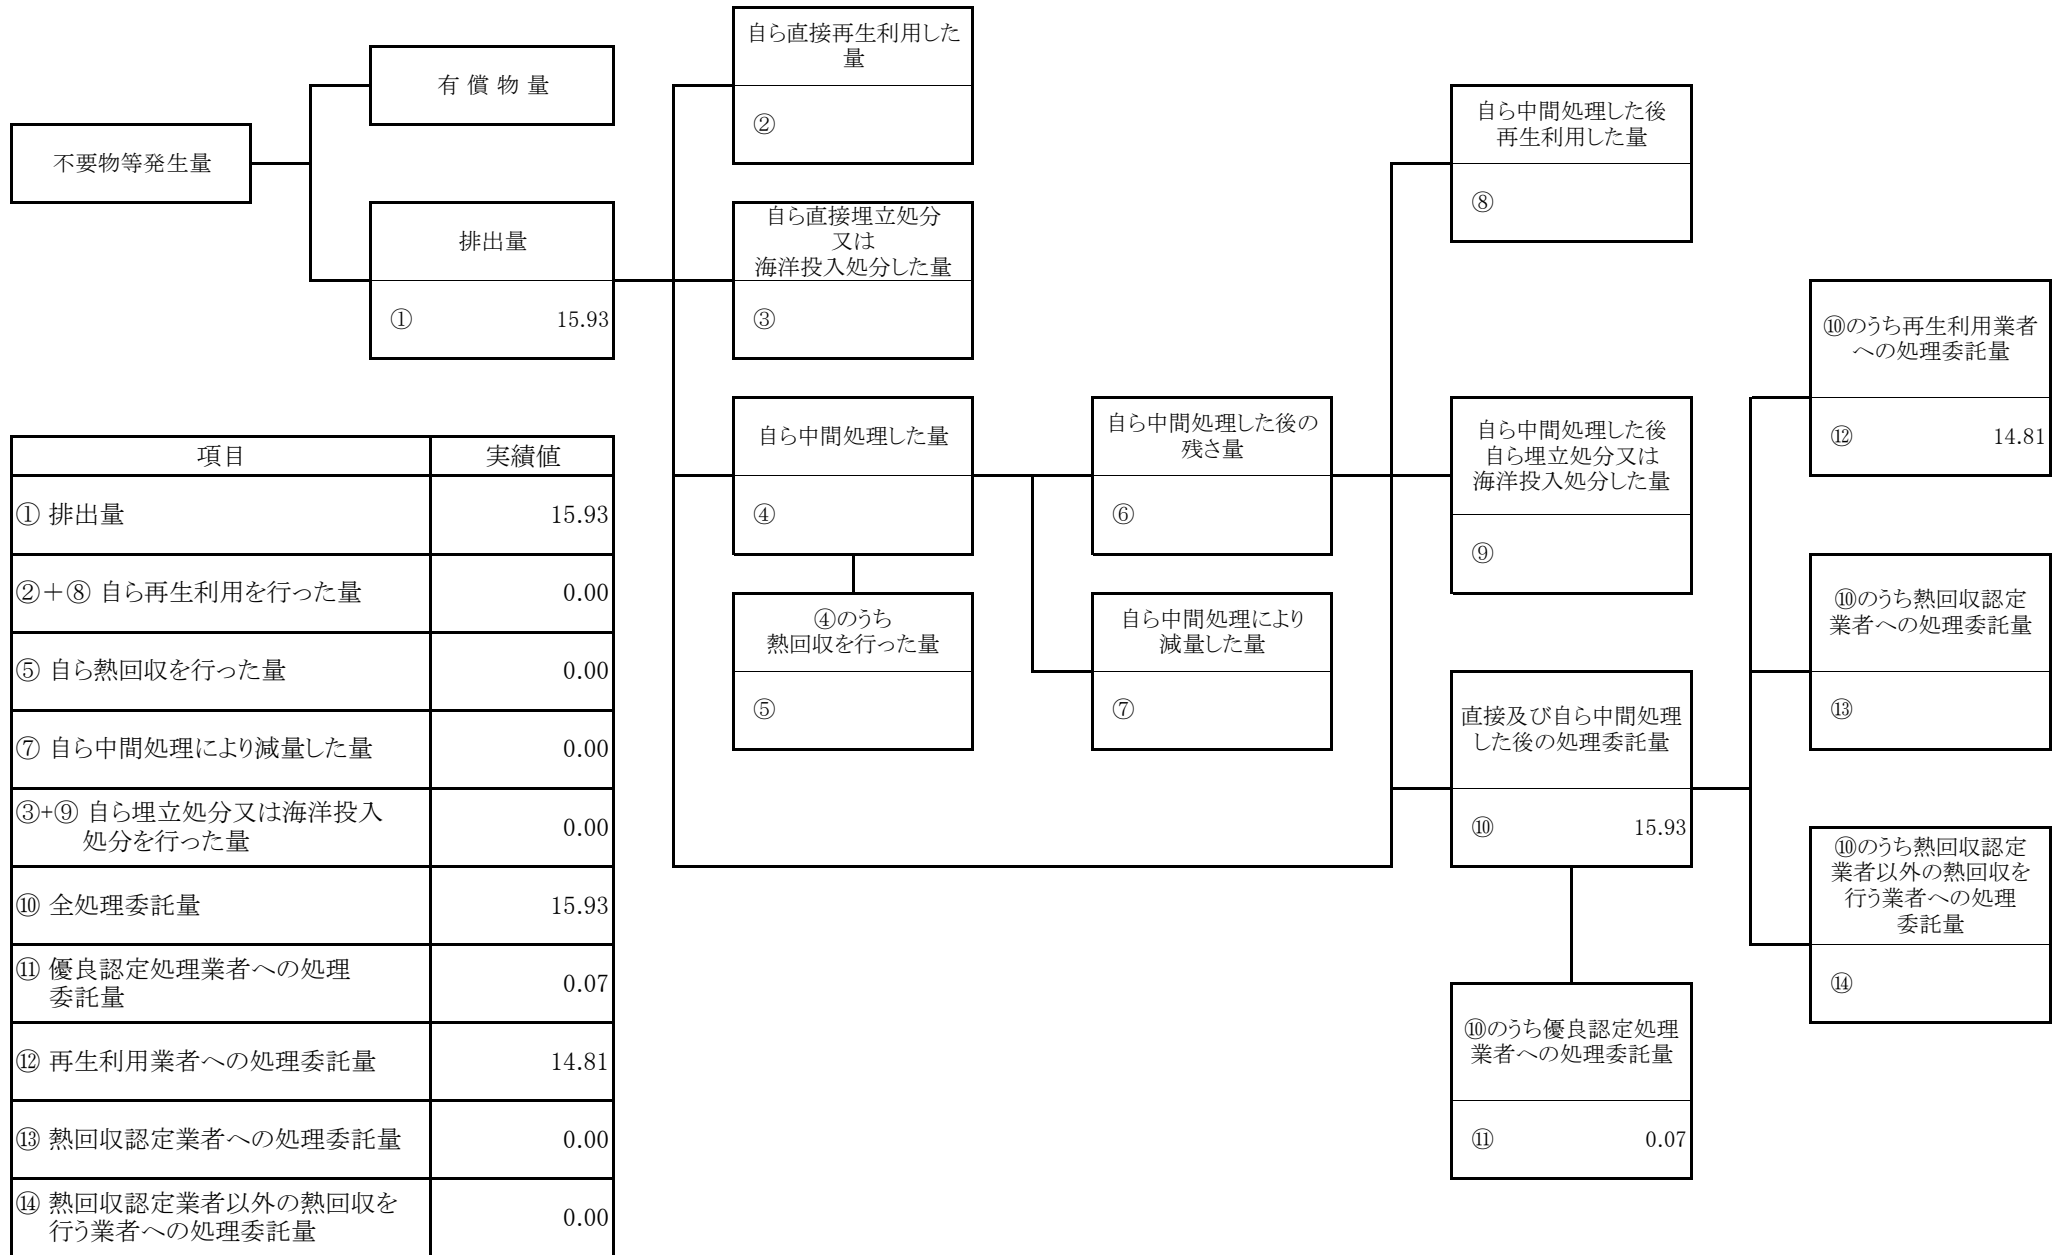 不要物等発生量
有 償 物 量
排出量
① 15.93
自ら直接再生利用した
量
②
自ら直接埋立処分
又は
海洋投入処分した量
③
自ら中間処理した量
④
④のうち
熱回収を行った量
⑤
自ら中間処理した後の
残さ量
⑥
自ら中間処理により
減量した量
⑦
自ら中間処理した後
再生利用した量
⑧
自ら中間処理した後
自ら埋立処分又は
海洋投入処分した量
⑨
直接及び自ら中間処理
した後の処理委託量
⑩ 15.93
⑩のうち優良認定処理
業者への処理委託量
⑪ 0.07
⑩のうち再生利用業者
への処理委託量
⑫ 14.81
⑩のうち熱回収認定
業者への処理委託量
⑬
⑩のうち熱回収認定
業者以外の熱回収を
行う業者への処理
委託量
⑭
項目 実績値
① 排出量 15.93
②＋⑧ 自ら再生利用を行った量 0.00
⑤ 自ら熱回収を行った量 0.00
⑦ 自ら中間処理により減量した量 0.00
③+⑨ 自ら埋立処分又は海洋投入
処分を行った量 0.00
⑩ 全処理委託量 15.93
⑪ 優良認定処理業者への処理
委託量 0.07
⑫ 再生利用業者への処理委託量 14.81
⑬ 熱回収認定業者への処理委託量 0.00
⑭ 熱回収認定業者以外の熱回収を
行う業者への処理委託量 0.00